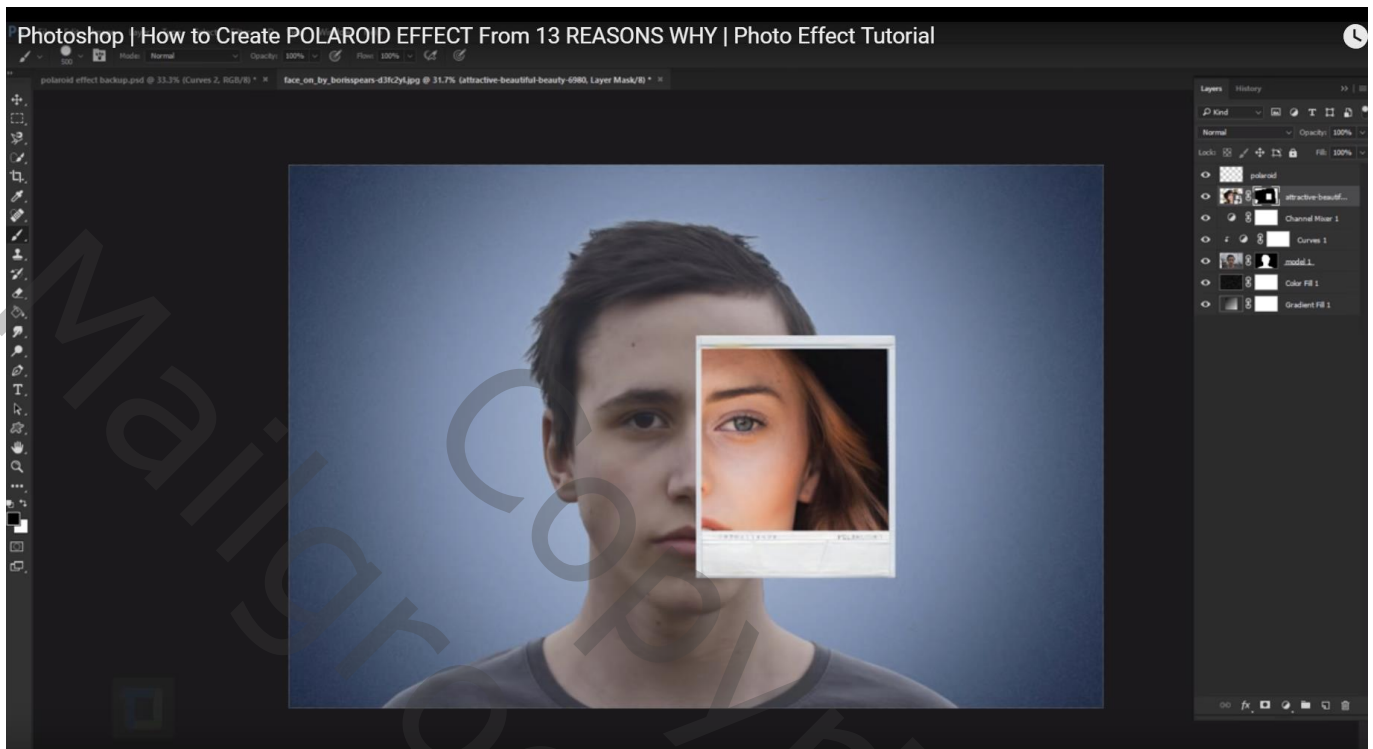 Photoshop | How to Create POLAROID EFFECT From 13 REASONS WHY | Photo Effect Tutorial
500 Mode: Normal Opacity: 100% Flow: 100%
polaroid effect backup.psd @ 33.3% (Curves 2, RGB/8) * × face_on_by_borisspears-d3fc2yl.jpg @ 31.7% (attractive-beautiful-beauty-6980, Layer Mask/8) * ×
Layers History
Kind
Normal Opacity: 100%
Lock: Fill: 100%
polaroid
attractive-beautif...
Channel Mixer 1
Curves 1
model 1
Color Fill 1
Gradient Fill 1